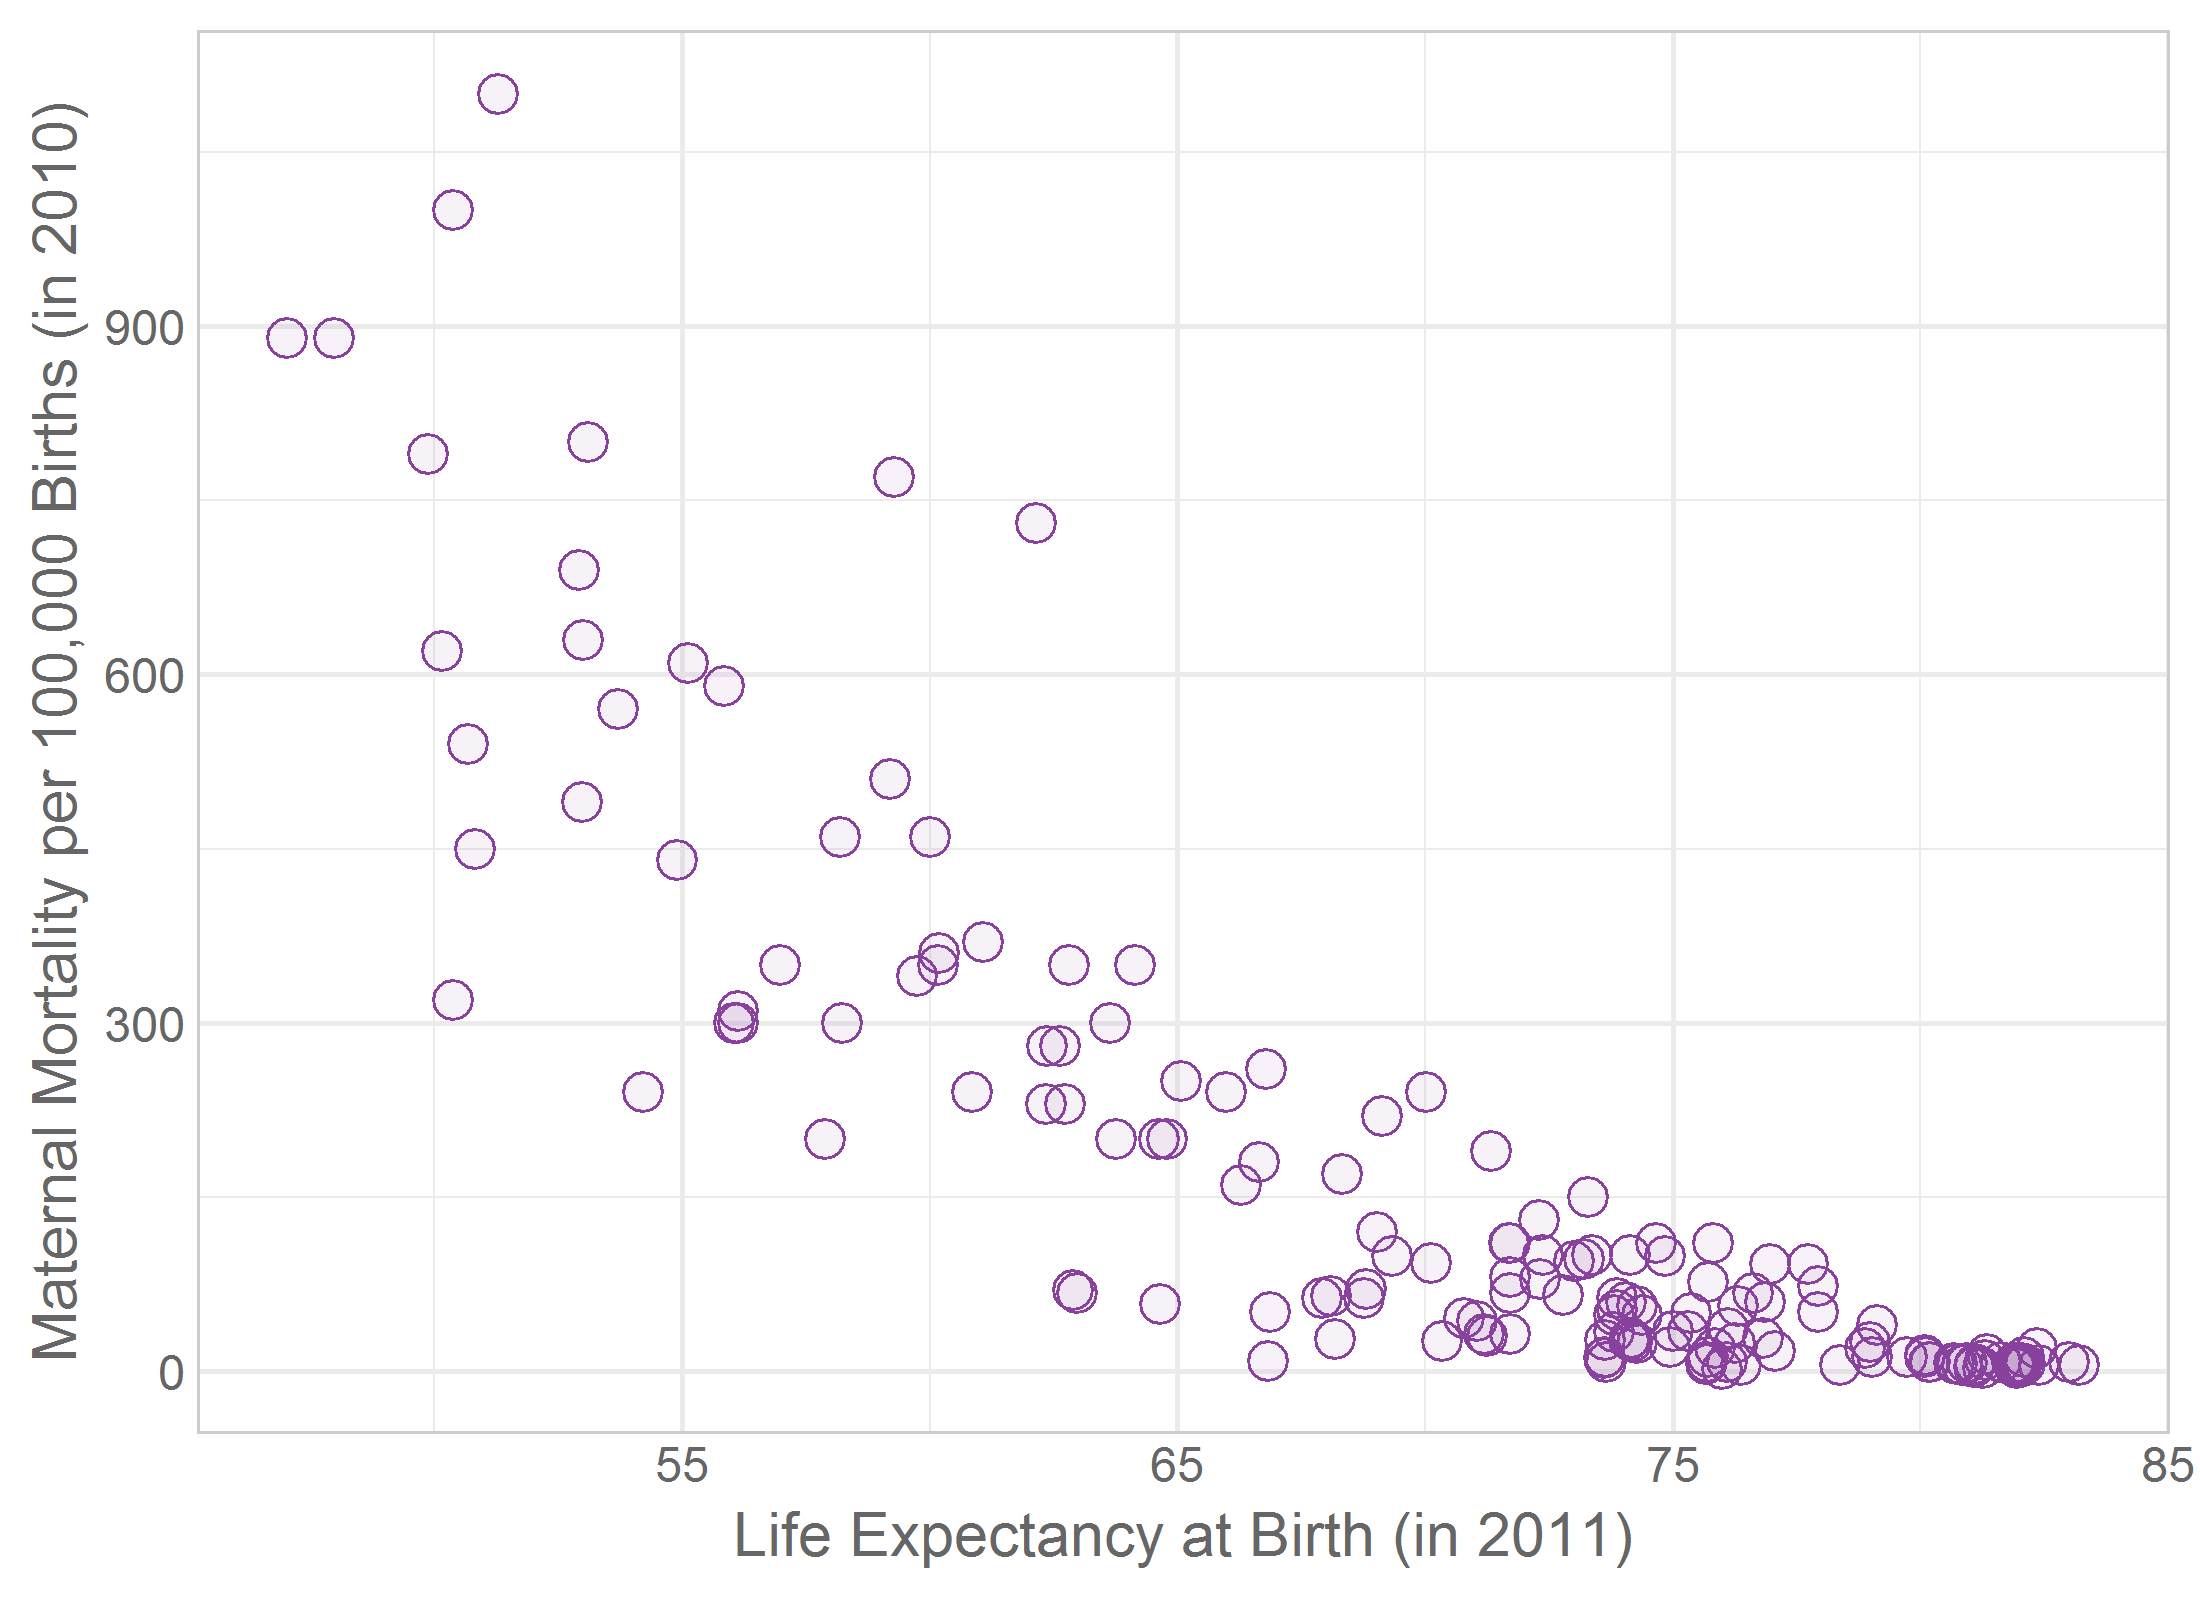 Maternal Mortality per 100,000 Births (in 2010)
900
600
300
0
55 65 75 85
Life Expectancy at Birth (in 2011)